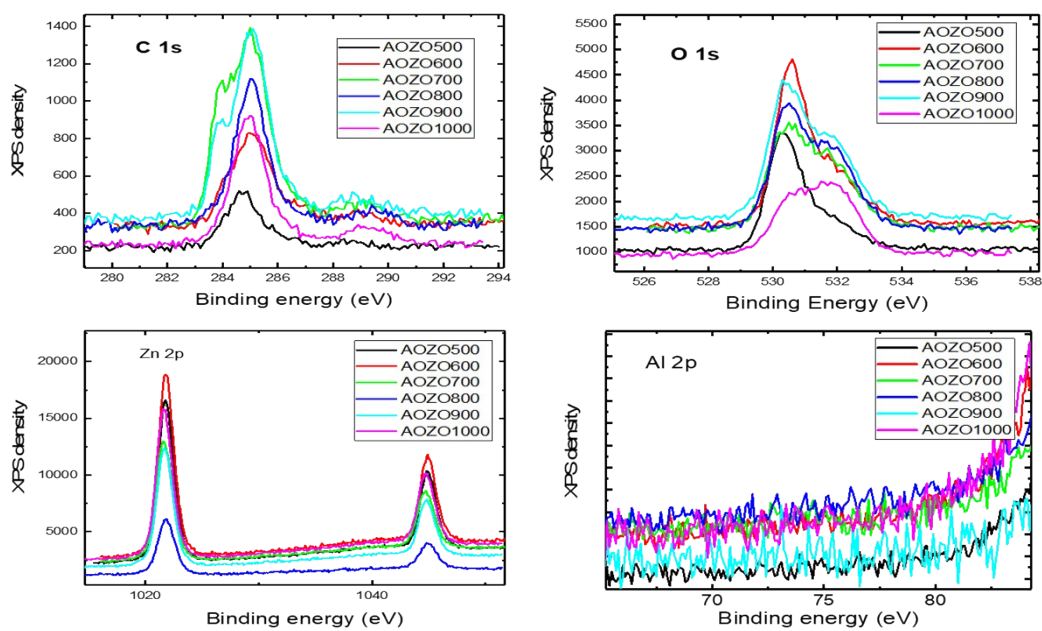 C 1s
AOZO500
AOZO600
AOZO700
AOZO800
AOZO900
AOZO1000
XPS density
1400
1200
1000
800
600
400
200
280 282 284 286 288 290 292 294
Binding energy (eV)
O 1s
AOZO500
AOZO600
AOZO700
AOZO800
AOZO900
AOZO1000
XPS density
5500
5000
4500
4000
3500
3000
2500
2000
1500
1000
526 528 530 532 534 536 538
Binding Energy (eV)
Zn 2p
AOZO500
AOZO600
AOZO700
AOZO800
AOZO900
AOZO1000
XPS density
20000
15000
10000
5000
0
1020 1040
Binding energy (eV)
Al 2p
AOZO500
AOZO600
AOZO700
AOZO800
AOZO900
AOZO1000
XPS density
70 75 80
Binding energy (eV)